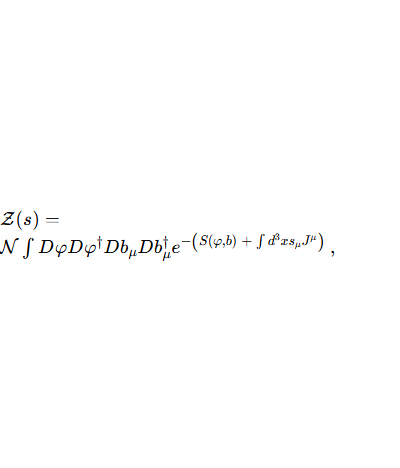 𝒵(s) =
𝒩 ∫ DφDφ†Db_μDb_μ^† e^{−(S(φ,b) + ∫ d³x s_μ J^μ)} ,